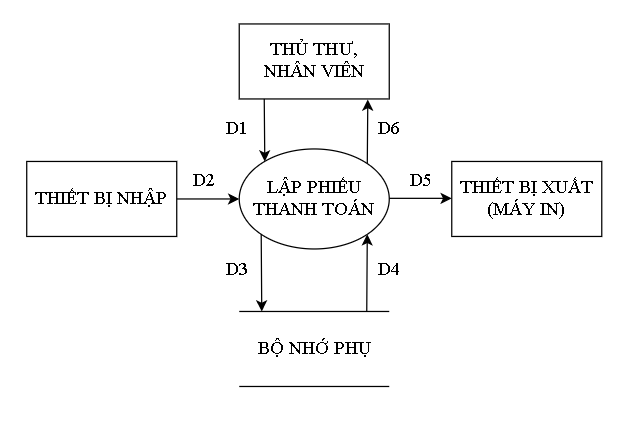 THỦ THƯ,
NHÂN VIÊN
D1
D6
THIẾT BỊ NHẬP
D2
LẬP PHIẾU
THANH TOÁN
D5
THIẾT BỊ XUẤT
(MÁY IN)
D3
D4
BỘ NHỚ PHỤ